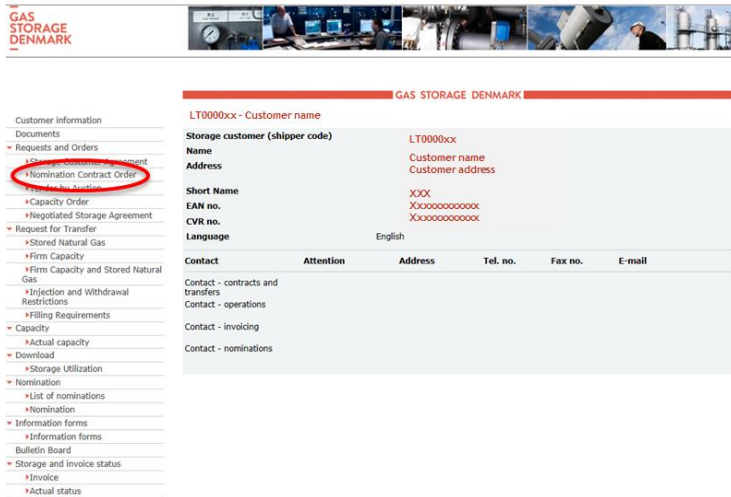 GAS
STORAGE
DENMARK
GAS STORAGE DENMARK
LT0000xx - Customer name
Customer information
Documents
Requests and Orders
Storage Customer Agreement
Nomination Contract Order
Tender by Auction
Capacity Order
Negotiated Storage Agreement
Request for Transfer
Stored Natural Gas
Firm Capacity
Firm Capacity and Stored Natural
Gas
Injection and Withdrawal
Restrictions
Filling Requirements
Capacity
Actual capacity
Download
Storage Utilization
Nomination
List of nominations
Nomination
Information forms
Information forms
Bulletin Board
Storage and invoice status
Invoice
Actual status
Storage customer (shipper code) LT0000xx
Name Customer name
Address Customer address
Short Name XXX
EAN no. Xxxxxxxxxxx
CVR no. Xxxxxxxxxxx
Language English
Contact Attention Address Tel. no. Fax no. E-mail
Contact - contracts and
transfers
Contact - operations
Contact - invoicing
Contact - nominations